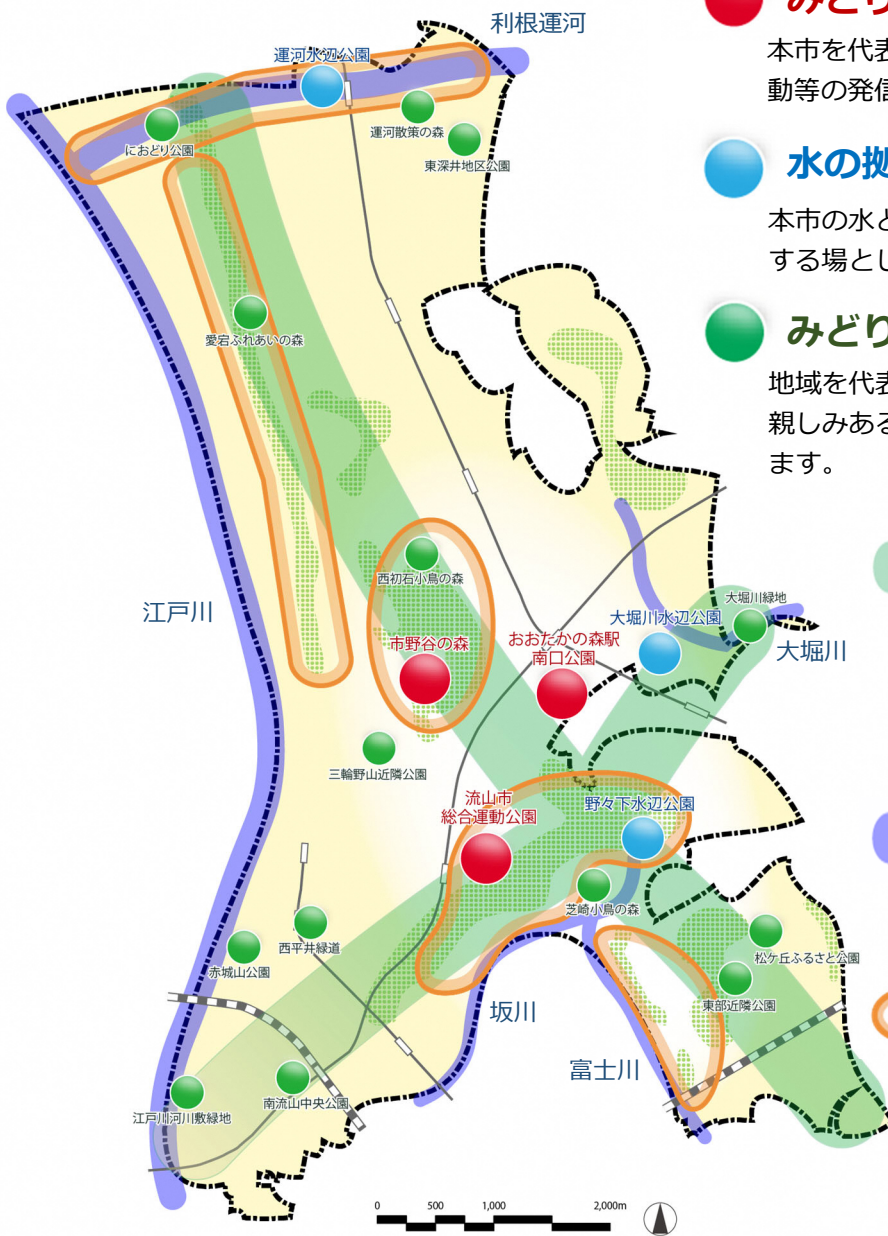 利根運河
みどり
本市を代表
動等の発信
運河水辺公園
におどり公園
運河散策の森
東深井地区公園
水の拠
本市の水と
する場とし
愛宕ふれあいの森
みどり
地域を代表
親しみある
ます。
西初石小鳥の森
江戸川
市野谷の森
おおたかの森駅
南口公園
大堀川水辺公園
大堀川緑地
大堀川
三輪野山近隣公園
流山市
総合運動公園
野々下水辺公園
芝崎小鳥の森
西平井緑道
赤城山公園
松ケ丘ふるさと公園
東部近隣公園
坂川
富士川
南流山中央公園
江戸川河川敷緑地
0 500 1,000 2,000m